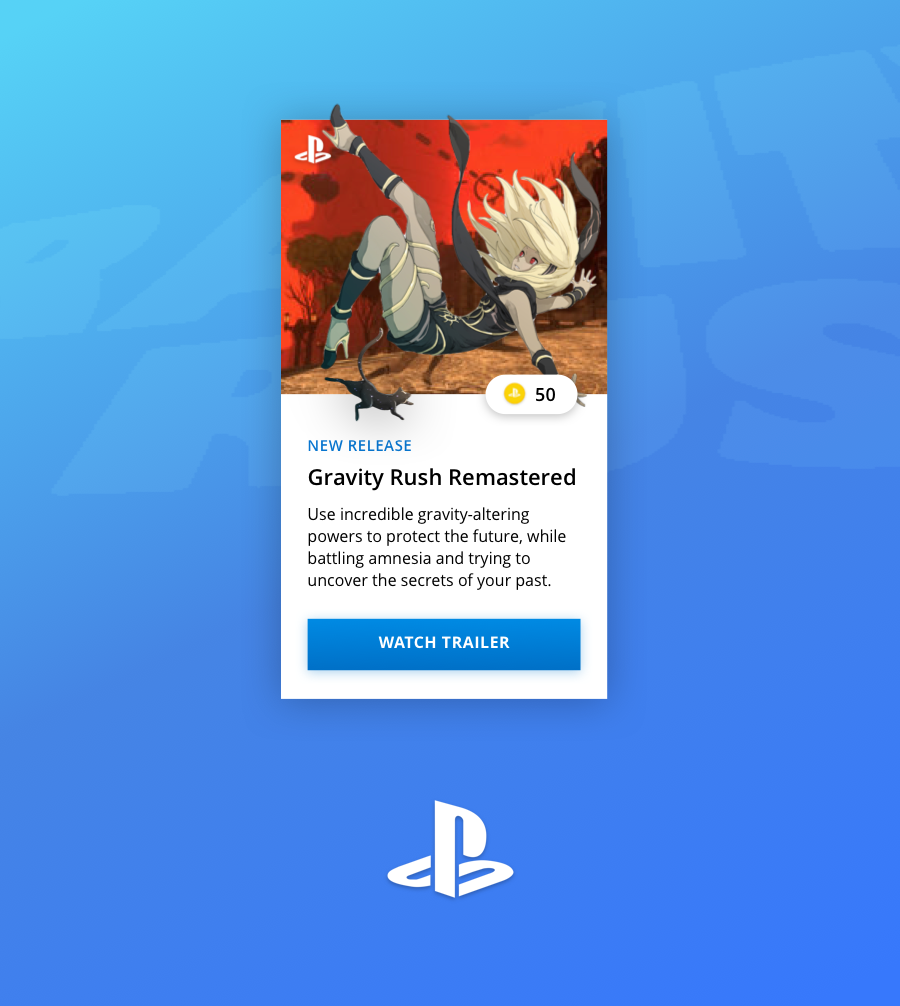 50
NEW RELEASE
Gravity Rush Remastered
Use incredible gravity-altering
powers to protect the future, while
battling amnesia and trying to
uncover the secrets of your past.
WATCH TRAILER